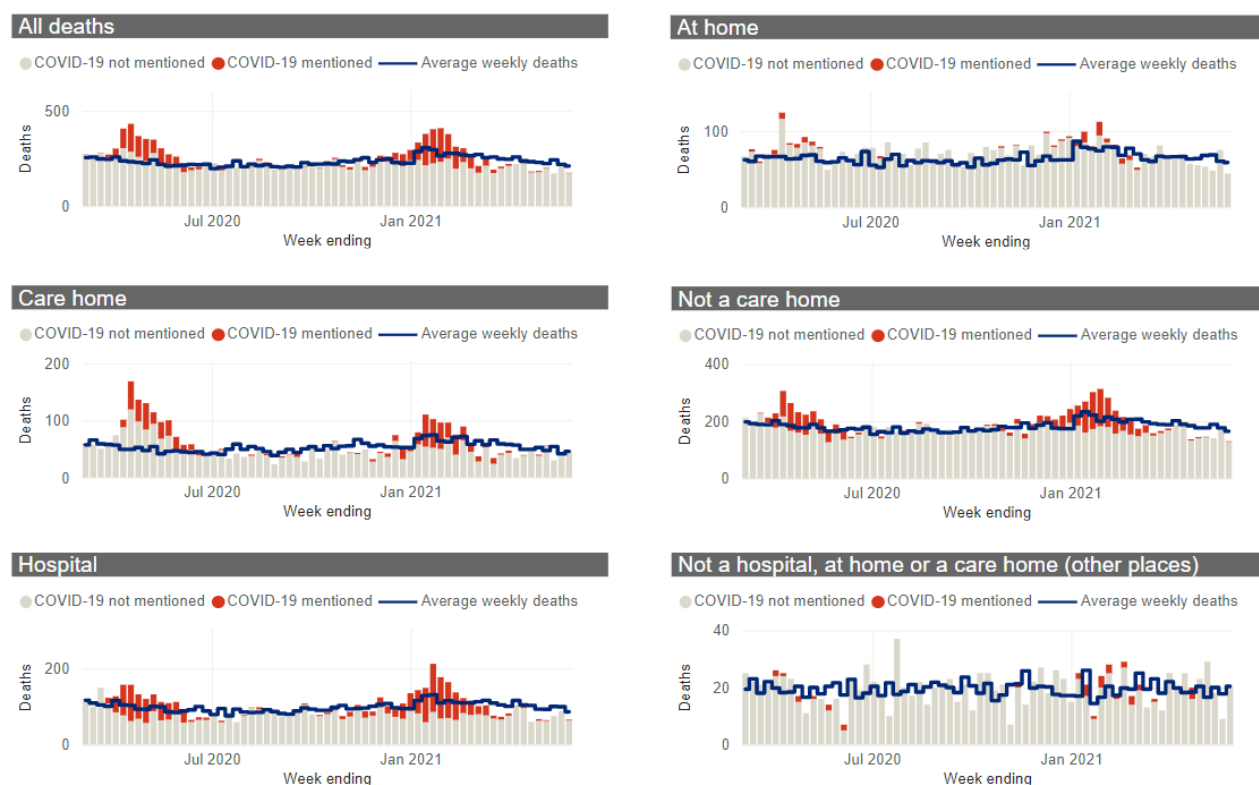 All deaths
COVID-19 not mentioned COVID-19 mentioned Average weekly deaths
500
0
Deaths
Jul 2020 Jan 2021
Week ending
At home
COVID-19 not mentioned COVID-19 mentioned Average weekly deaths
100
0
Deaths
Jul 2020 Jan 2021
Week ending
Care home
COVID-19 not mentioned COVID-19 mentioned Average weekly deaths
200
100
0
Deaths
Jul 2020 Jan 2021
Week ending
Not a care home
COVID-19 not mentioned COVID-19 mentioned Average weekly deaths
400
200
0
Deaths
Jul 2020 Jan 2021
Week ending
Hospital
COVID-19 not mentioned COVID-19 mentioned Average weekly deaths
200
0
Deaths
Jul 2020 Jan 2021
Week ending
Not a hospital, at home or a care home (other places)
COVID-19 not mentioned COVID-19 mentioned Average weekly deaths
40
20
0
Deaths
Jul 2020 Jan 2021
Week ending